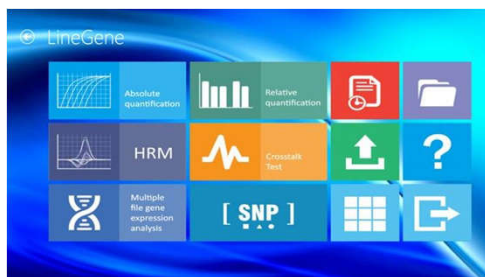 LineGene
Absolute
quantification
Relative
quantification
HRM
Crosstalk
Test
?
Multiple
file gene
expression
analysis
[ SNP ]